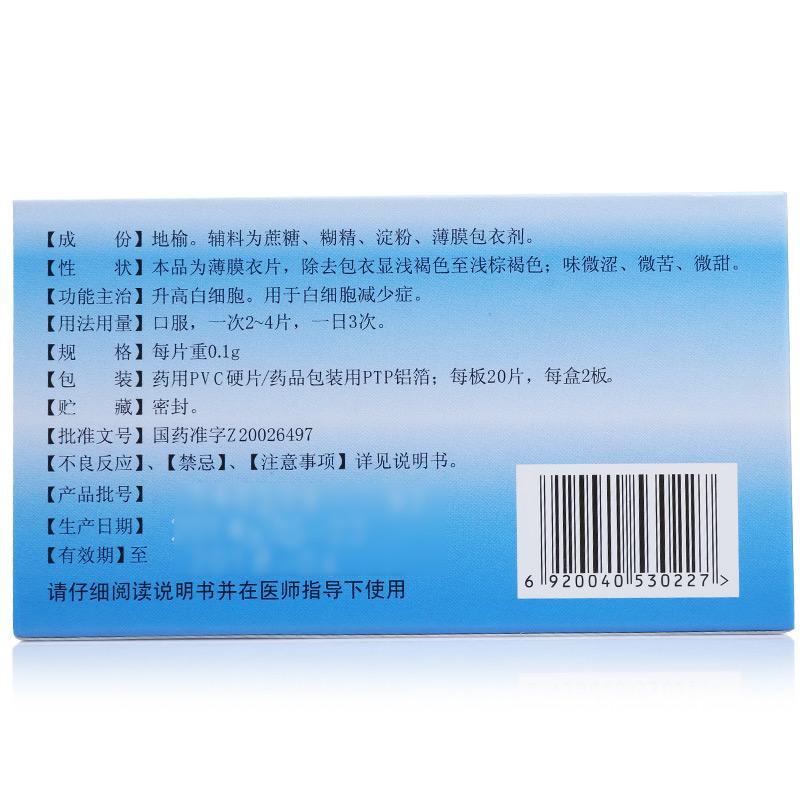 【成　份】地榆。辅料为蔗糖、糊精、淀粉、薄膜包衣剂。
【性　状】本品为薄膜衣片，除去包衣显浅褐色至浅棕褐色；味微涩、微苦、微甜。
【功能主治】升高白细胞。用于白细胞减少症。
【用法用量】口服，一次2~4片，一日3次。
【规　格】每片重0.1g
【包　装】药用PVC硬片/药品包装用PTP铝箔；每板20片，每盒2板。
【贮　藏】密封。
【批准文号】国药准字Z20026497
【不良反应】、【禁忌】、【注意事项】详见说明书。
【产品批号】
【生产日期】
【有效期】至
请仔细阅读说明书并在医师指导下使用
6 920040 530227 >